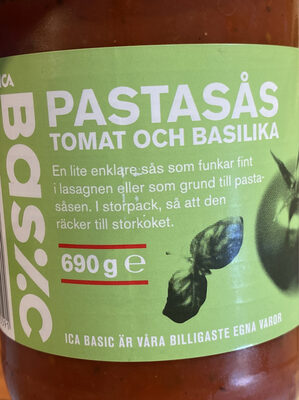 ICA
Basic
PASTASÅS
TOMAT OCH BASILIKA
En lite enklare sås som funkar fint
i lasagnen eller som grund till pasta-
såsen. I storpack, så att den
räcker till storkoket.
690 g ℮
ICA BASIC ÄR VÅRA BILLIGASTE EGNA VAROR